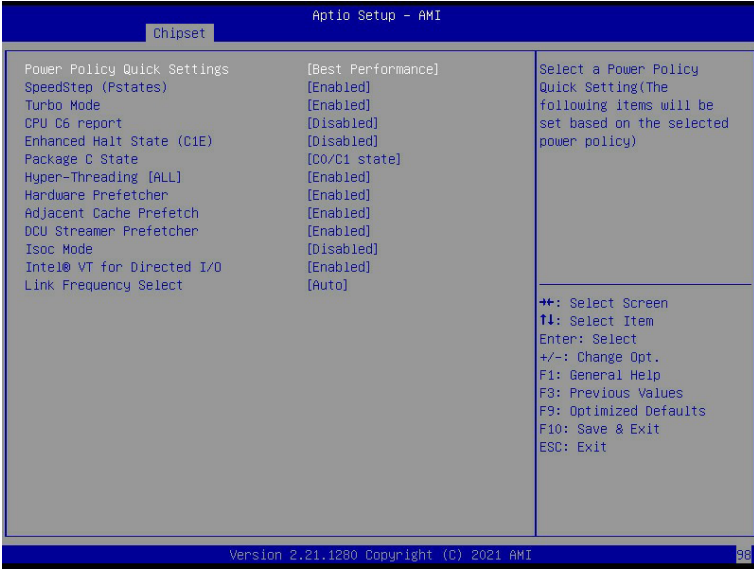 Aptio Setup – AMI
Chipset
Power Policy Quick Settings [Best Performance]
SpeedStep (Pstates) [Enabled]
Turbo Mode [Enabled]
CPU C6 report [Disabled]
Enhanced Halt State (C1E) [Disabled]
Package C State [C0/C1 state]
Hyper-Threading [ALL] [Enabled]
Hardware Prefetcher [Enabled]
Adjacent Cache Prefetch [Enabled]
DCU Streamer Prefetcher [Enabled]
Isoc Mode [Disabled]
Intel® VT for Directed I/O [Enabled]
Link Frequency Select [Auto]
Select a Power Policy
Quick Setting(The
following items will be
set based on the selected
power policy)
→←: Select Screen
↑↓: Select Item
Enter: Select
+/-: Change Opt.
F1: General Help
F3: Previous Values
F9: Optimized Defaults
F10: Save & Exit
ESC: Exit
Version 2.21.1280 Copyright (C) 2021 AMI
98